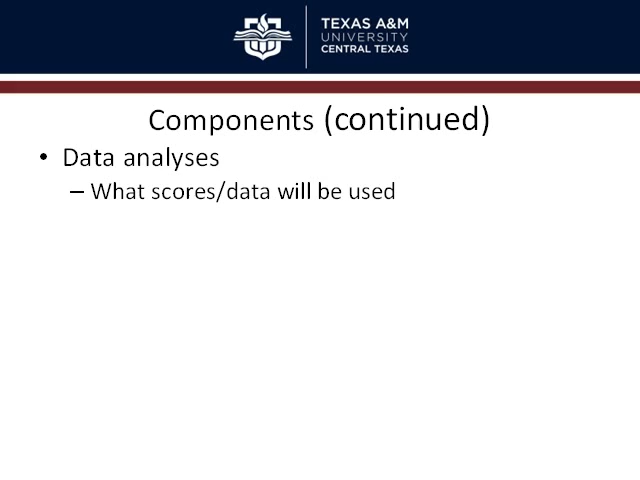 TEXAS A&M
UNIVERSITY
CENTRAL TEXAS
Components (continued)
• Data analyses
– What scores/data will be used